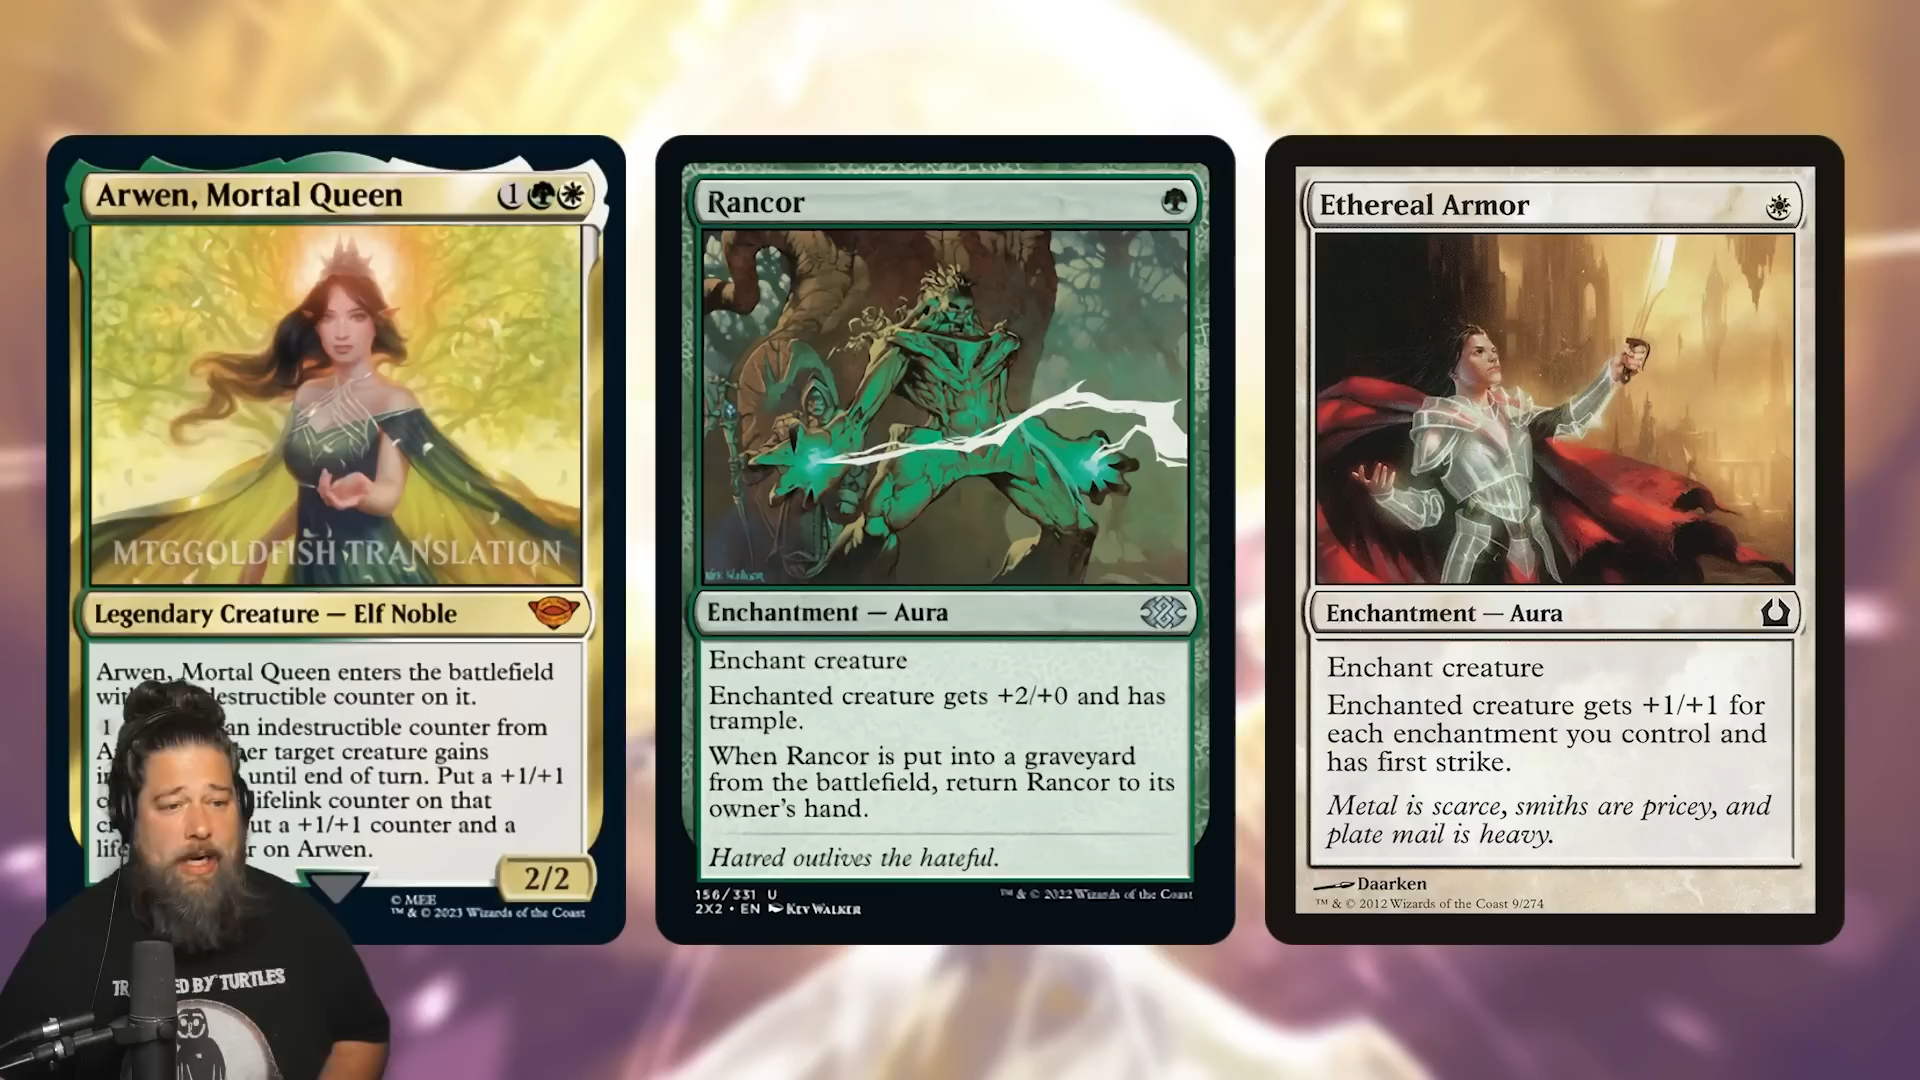 Arwen, Mortal Queen
1
MTGGOLDFISH TRANSLATION
Legendary Creature — Elf Noble
Arwen, Mortal Queen enters the battlefield
counter on it.
1 an indestructible counter from
target creature gains
until end of turn. Put a +1/+1
lifelink counter on that
a +1/+1 counter and a
on Arwen.
2/2
© MEE
™ & © 2023 Wizards of the Coast
Rancor
Enchantment — Aura
Enchant creature
Enchanted creature gets +2/+0 and has
trample.
When Rancor is put into a graveyard
from the battlefield, return Rancor to its
owner's hand.
Hatred outlives the hateful.
156/331 U
2X2 • EN Kev Walker
™ & © 2022 Wizards of the Coast
Ethereal Armor
Enchantment — Aura
Enchant creature
Enchanted creature gets +1/+1 for
each enchantment you control and
has first strike.
Metal is scarce, smiths are pricey, and
plate mail is heavy.
Daarken
™ & © 2012 Wizards of the Coast 9/274
BY TURTLES